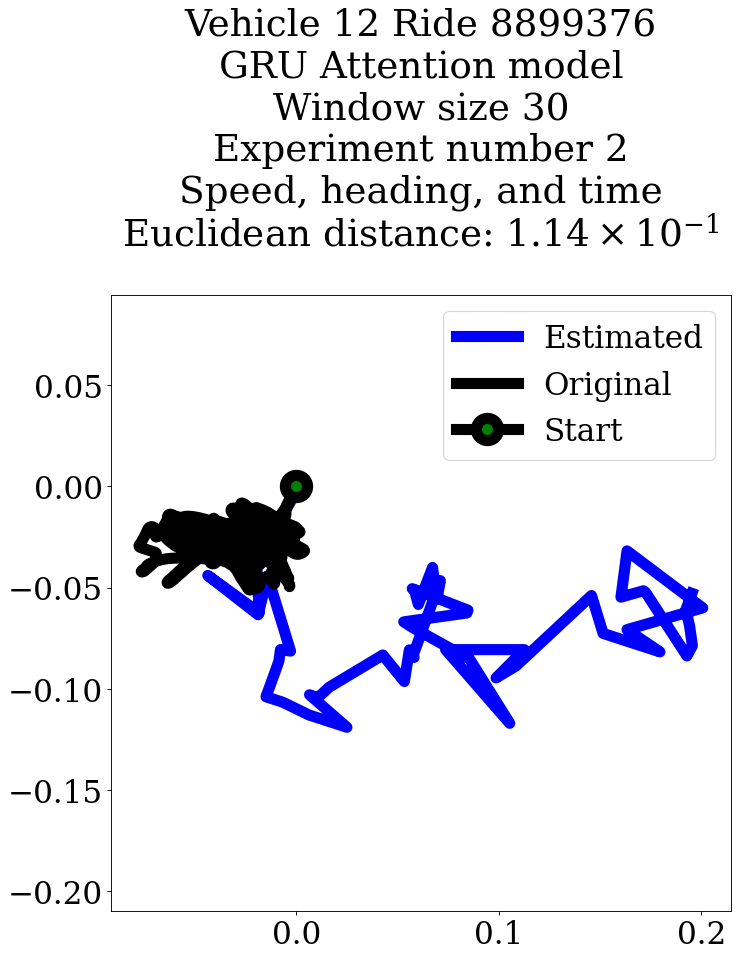 Vehicle 12 Ride 8899376
GRU Attention model
Window size 30
Experiment number 2
Speed, heading, and time
Euclidean distance: 1.14 × 10⁻¹
Estimated
Original
Start
0.05
0.00
−0.05
−0.10
−0.15
−0.20
0.0 0.1 0.2